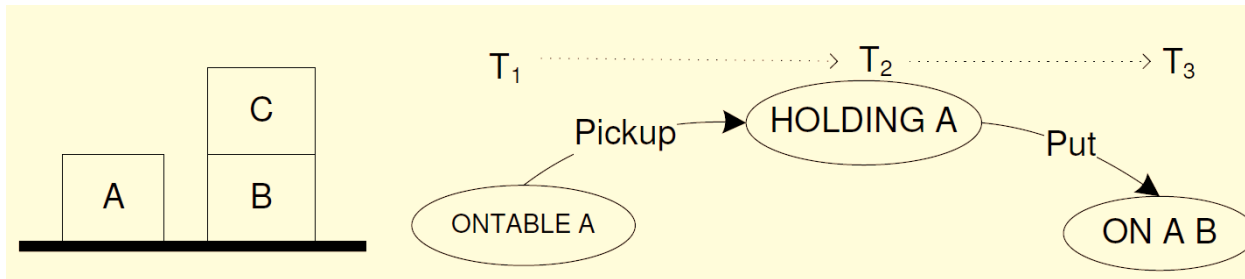 C
A
B
T₁
T₂
T₃
Pickup
HOLDING A
Put
ONTABLE A
ON A B